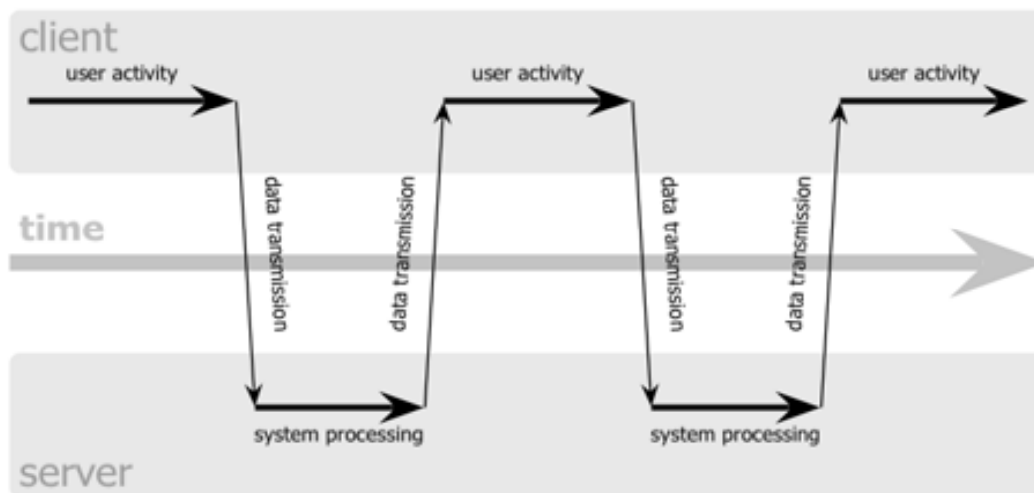 client
user activity
user activity
user activity
data transmission
data transmission
data transmission
data transmission
time
system processing
system processing
server